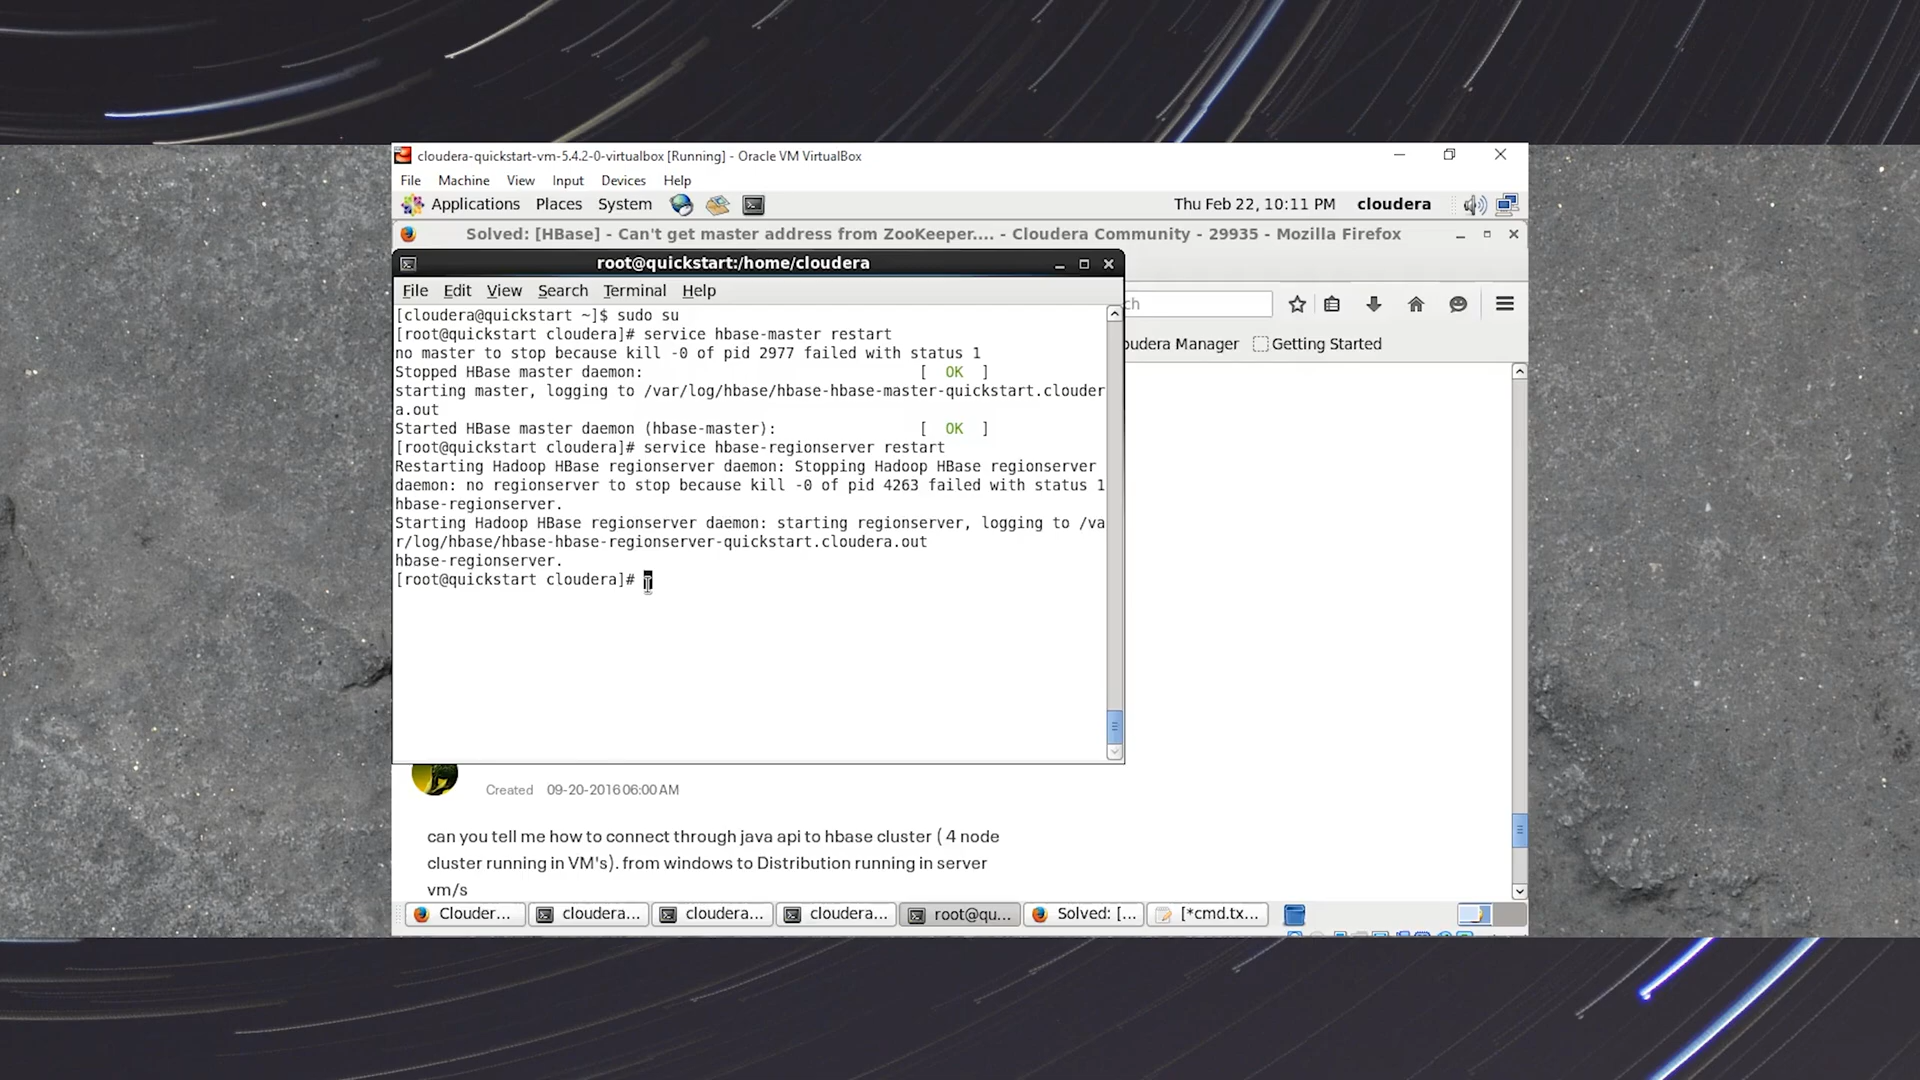 cloudera-quickstart-vm-5.4.2-0-virtualbox [Running] - Oracle VM VirtualBox
File Machine View Input Devices Help
Applications Places System Thu Feb 22, 10:11 PM cloudera
Solved: [HBase] - Can't get master address from ZooKeeper.... - Cloudera Community - 29935 - Mozilla Firefox
root@quickstart:/home/cloudera
File Edit View Search Terminal Help
[cloudera@quickstart ~]$ sudo su
[root@quickstart cloudera]# service hbase-master restart
no master to stop because kill -0 of pid 2977 failed with status 1
Stopped HBase master daemon: [ OK ]
starting master, logging to /var/log/hbase/hbase-hbase-master-quickstart.clouder
a.out
Started HBase master daemon (hbase-master): [ OK ]
[root@quickstart cloudera]# service hbase-regionserver restart
Restarting Hadoop HBase regionserver daemon: Stopping Hadoop HBase regionserver
daemon: no regionserver to stop because kill -0 of pid 4263 failed with status 1
hbase-regionserver.
Starting Hadoop HBase regionserver daemon: starting regionserver, logging to /va
r/log/hbase/hbase-hbase-regionserver-quickstart.cloudera.out
hbase-regionserver.
[root@quickstart cloudera]#
ch
oudera Manager Getting Started
Created 09-20-2016 06:00 AM
can you tell me how to connect through java api to hbase cluster ( 4 node
cluster running in VM's). from windows to Distribution running in server
vm/s
Clouder... cloudera... cloudera... cloudera... root@qu... Solved: [... [*cmd.tx...